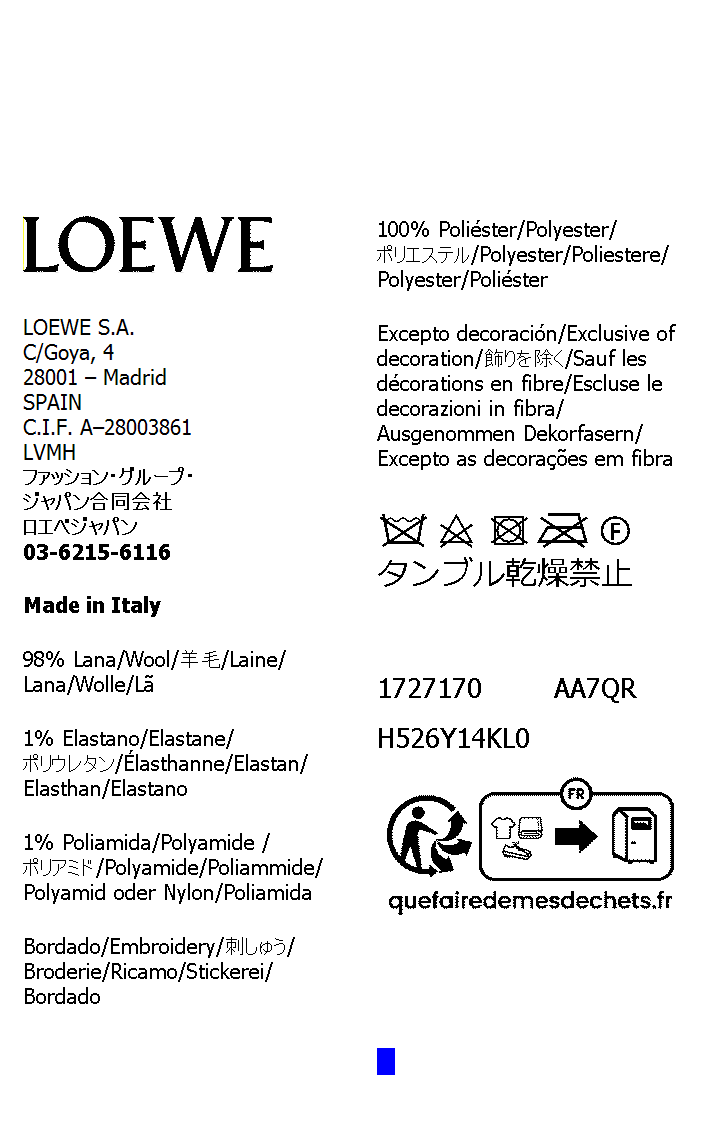 LOEWE
LOEWE S.A.
C/Goya, 4
28001 – Madrid
SPAIN
C.I.F. A–28003861
LVMH
ファッション・グループ・
ジャパン合同会社
ロエベジャパン
03-6215-6116
Made in Italy
98% Lana/Wool/羊毛/Laine/
Lana/Wolle/Lã
1% Elastano/Elastane/
ポリウレタン/Élasthanne/Elastan/
Elasthan/Elastano
1% Poliamida/Polyamide /
ポリアミド/Polyamide/Poliammide/
Polyamid oder Nylon/Poliamida
Bordado/Embroidery/刺しゅう/
Broderie/Ricamo/Stickerei/
Bordado
100% Poliéster/Polyester/
ポリエステル/Polyester/Poliestere/
Polyester/Poliéster
Excepto decoración/Exclusive of
decoration/飾りを除く/Sauf les
décorations en fibre/Escluse le
decorazioni in fibra/
Ausgenommen Dekorfasern/
Excepto as decorações em fibra
F
タンブル乾燥禁止
1727170 AA7QR
H526Y14KL0
FR
quefairedemesdechets.fr